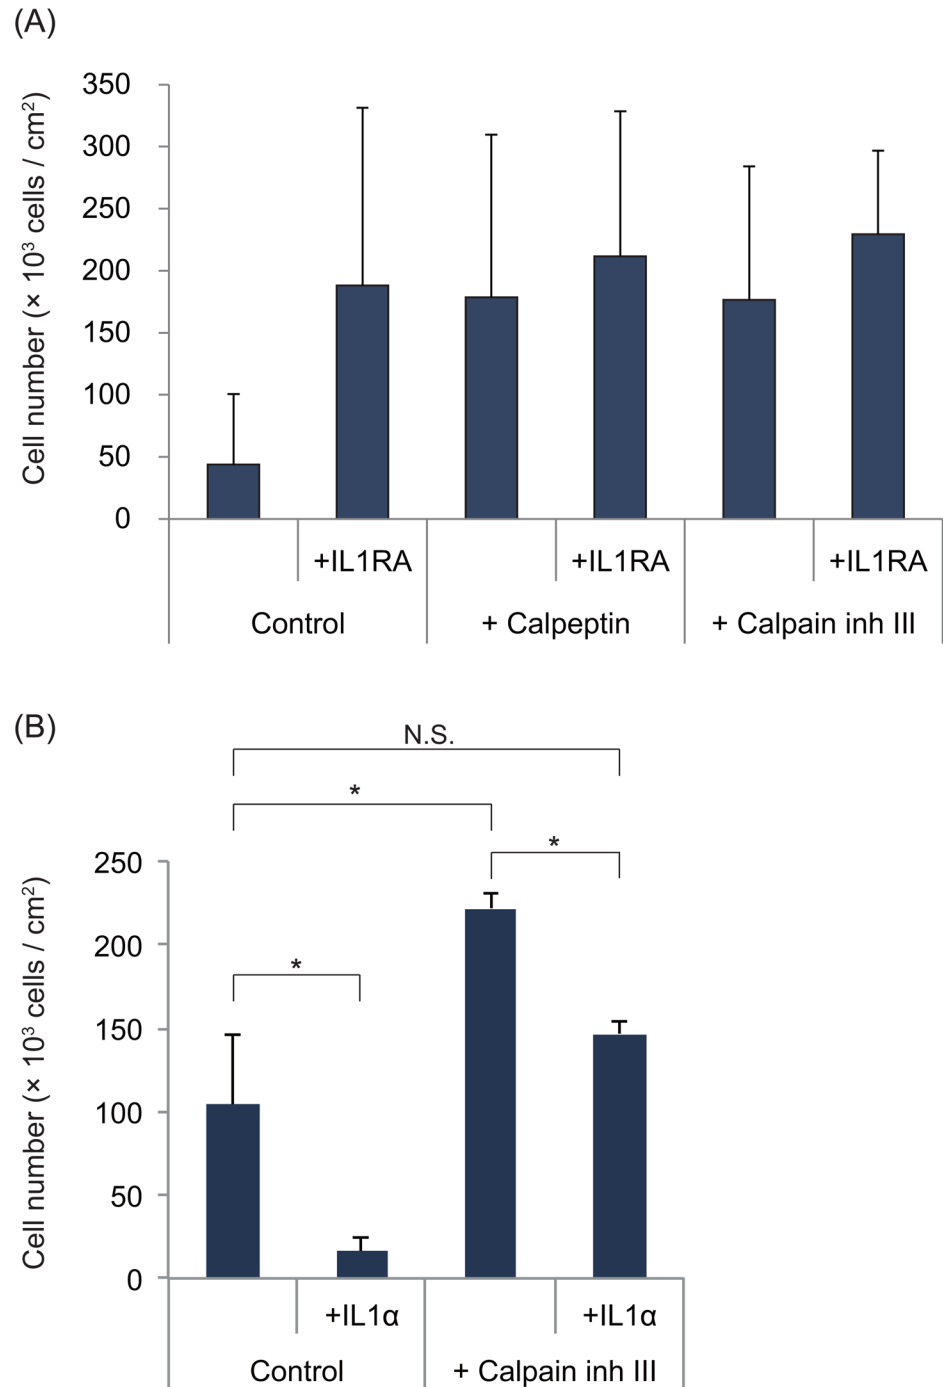 (A)
Cell number (× 10³ cells / cm²)
350
300
250
200
150
100
50
0
+IL1RA
+IL1RA
+IL1RA
Control
+ Calpeptin
+ Calpain inh III
(B)
N.S.
*
*
*
Cell number (× 10³ cells / cm²)
250
200
150
100
50
0
+IL1α
+IL1α
Control
+ Calpain inh III